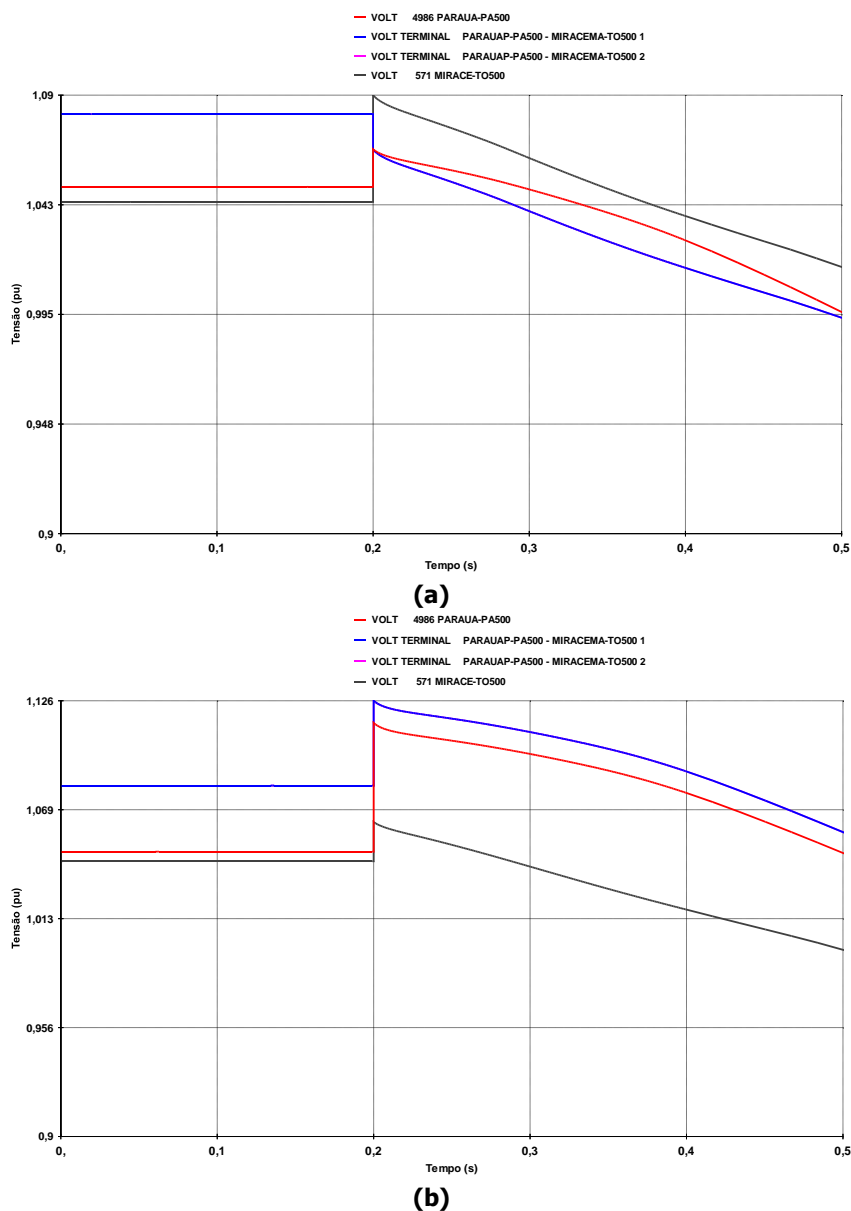 VOLT 4986 PARAUA-PA500
VOLT TERMINAL PARAUAP-PA500 - MIRACEMA-TO500 1
VOLT TERMINAL PARAUAP-PA500 - MIRACEMA-TO500 2
VOLT 571 MIRACE-TO500
1,09
1,043
0,995
0,948
0,9
Tensão (pu)
0, 0,1 0,2 0,3 0,4 0,5
Tempo (s)
(a)
VOLT 4986 PARAUA-PA500
VOLT TERMINAL PARAUAP-PA500 - MIRACEMA-TO500 1
VOLT TERMINAL PARAUAP-PA500 - MIRACEMA-TO500 2
VOLT 571 MIRACE-TO500
1,126
1,069
1,013
0,956
0,9
Tensão (pu)
0, 0,1 0,2 0,3 0,4 0,5
Tempo (s)
(b)